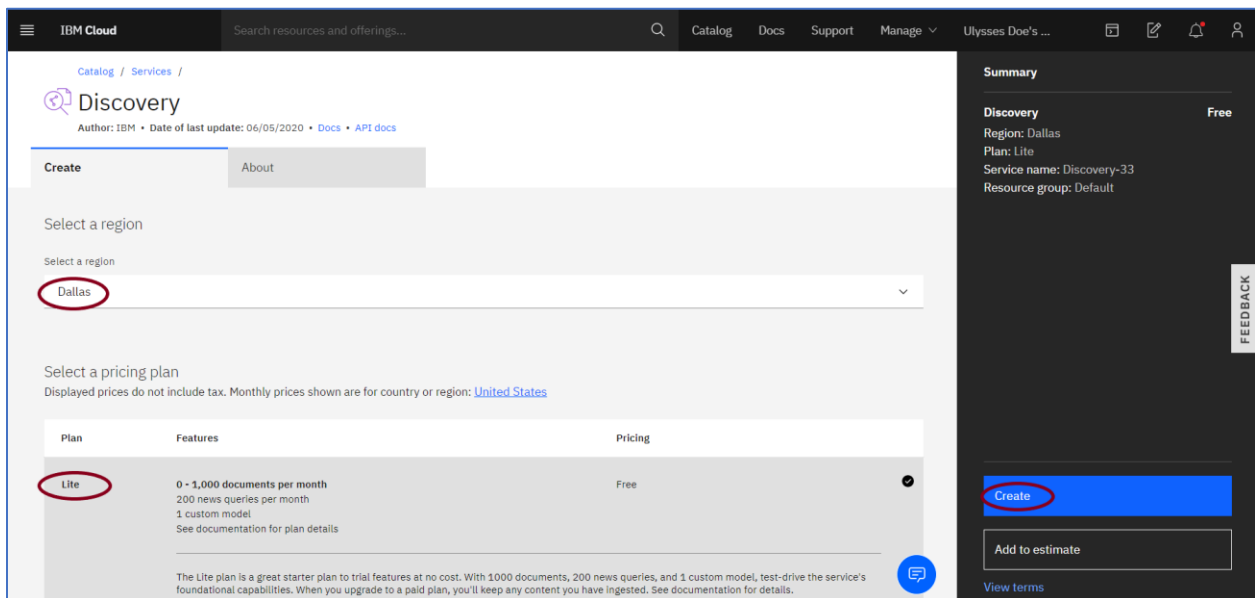 IBM Cloud
Search resources and offerings...
Catalog
Docs
Support
Manage
Ulysses Doe's ...
Catalog / Services /
Discovery
Author: IBM • Date of last update: 06/05/2020 • Docs • API docs
Create
About
Select a region
Select a region
Dallas
Select a pricing plan
Displayed prices do not include tax. Monthly prices shown are for country or region: United States
Plan
Features
Pricing
Lite
0 - 1,000 documents per month
Free
200 news queries per month
1 custom model
See documentation for plan details
The Lite plan is a great starter plan to trial features at no cost. With 1000 documents, 200 news queries, and 1 custom model, test-drive the service's
foundational capabilities. When you upgrade to a paid plan, you'll keep any content you have ingested. See documentation for details.
Summary
Discovery
Free
Region: Dallas
Plan: Lite
Service name: Discovery-33
Resource group: Default
FEEDBACK
Create
Add to estimate
View terms